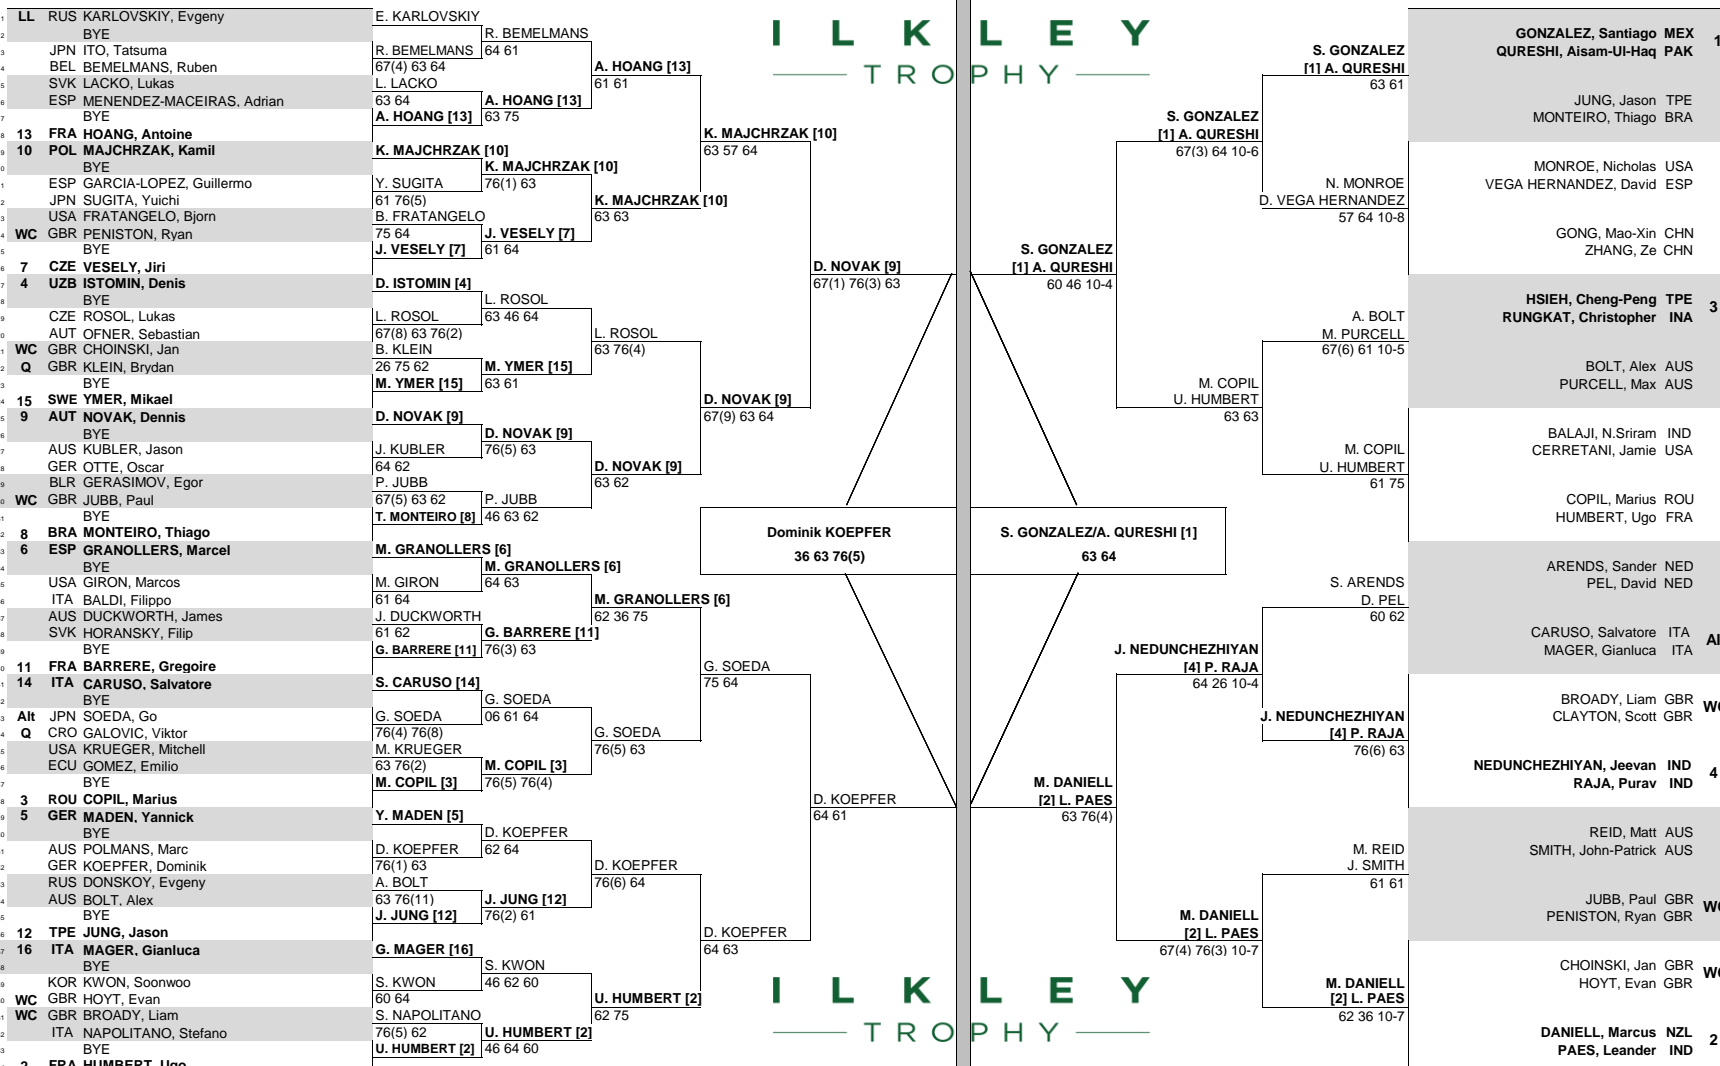 ILKLEY
TROPHY
LL RUS KARLOVSKIY, Evgeny
BYE
JPN ITO, Tatsuma
BEL BEMELMANS, Ruben
SVK LACKO, Lukas
ESP MENENDEZ-MACEIRAS, Adrian
BYE
13 FRA HOANG, Antoine
10 POL MAJCHRZAK, Kamil
BYE
ESP GARCIA-LOPEZ, Guillermo
JPN SUGITA, Yuichi
USA FRATANGELO, Bjorn
WC GBR PENISTON, Ryan
BYE
7 CZE VESELY, Jiri
4 UZB ISTOMIN, Denis
BYE
CZE ROSOL, Lukas
AUT OFNER, Sebastian
WC GBR CHOINSKI, Jan
Q GBR KLEIN, Brydan
BYE
15 SWE YMER, Mikael
9 AUT NOVAK, Dennis
BYE
AUS KUBLER, Jason
GER OTTE, Oscar
BLR GERASIMOV, Egor
WC GBR JUBB, Paul
BYE
8 BRA MONTEIRO, Thiago
6 ESP GRANOLLERS, Marcel
BYE
USA GIRON, Marcos
ITA BALDI, Filippo
AUS DUCKWORTH, James
SVK HORANSKY, Filip
BYE
11 FRA BARRERE, Gregoire
14 ITA CARUSO, Salvatore
BYE
Alt JPN SOEDA, Go
Q CRO GALOVIC, Viktor
USA KRUEGER, Mitchell
ECU GOMEZ, Emilio
BYE
3 ROU COPIL, Marius
5 GER MADEN, Yannick
BYE
AUS POLMANS, Marc
GER KOEPFER, Dominik
RUS DONSKOY, Evgeny
AUS BOLT, Alex
BYE
12 TPE JUNG, Jason
16 ITA MAGER, Gianluca
BYE
KOR KWON, Soonwoo
WC GBR HOYT, Evan
WC GBR BROADY, Liam
ITA NAPOLITANO, Stefano
BYE
2 FRA HUMBERT, Ugo
E. KARLOVSKIY
R. BEMELMANS
67(4) 63 64
L. LACKO
63 64
A. HOANG [13]
K. MAJCHRZAK [10]
Y. SUGITA
61 76(5)
B. FRATANGELO
75 64
J. VESELY [7]
D. ISTOMIN [4]
L. ROSOL
67(8) 63 76(2)
B. KLEIN
26 75 62
M. YMER [15]
D. NOVAK [9]
J. KUBLER
64 62
P. JUBB
67(5) 63 62
T. MONTEIRO [8]
M. GRANOLLERS [6]
M. GIRON
61 64
J. DUCKWORTH
61 62
G. BARRERE [11]
S. CARUSO [14]
G. SOEDA
76(4) 76(8)
M. KRUEGER
63 76(2)
M. COPIL [3]
Y. MADEN [5]
D. KOEPFER
76(1) 63
A. BOLT
63 76(11)
J. JUNG [12]
G. MAGER [16]
S. KWON
60 64
S. NAPOLITANO
76(5) 62
U. HUMBERT [2]
R. BEMELMANS
64 61
A. HOANG [13]
63 75
K. MAJCHRZAK [10]
76(1) 63
J. VESELY [7]
61 64
L. ROSOL
63 46 64
M. YMER [15]
63 61
D. NOVAK [9]
76(5) 63
P. JUBB
46 63 62
M. GRANOLLERS [6]
64 63
G. BARRERE [11]
76(3) 63
G. SOEDA
06 61 64
M. COPIL [3]
76(5) 76(4)
D. KOEPFER
62 64
J. JUNG [12]
76(2) 61
S. KWON
46 62 60
U. HUMBERT [2]
46 64 60
A. HOANG [13]
61 61
K. MAJCHRZAK [10]
63 63
L. ROSOL
63 76(4)
D. NOVAK [9]
63 62
M. GRANOLLERS [6]
62 36 75
G. SOEDA
76(5) 63
D. KOEPFER
76(6) 64
U. HUMBERT [2]
62 75
K. MAJCHRZAK [10]
63 57 64
D. NOVAK [9]
67(9) 63 64
G. SOEDA
75 64
D. KOEPFER
64 63
D. NOVAK [9]
67(1) 76(3) 63
D. KOEPFER
64 61
Dominik KOEPFER
36 63 76(5)
S. GONZALEZ/A. QURESHI [1]
63 64
S. GONZALEZ
[1] A. QURESHI
60 46 10-4
M. DANIELL
[2] L. PAES
63 76(4)
S. GONZALEZ
[1] A. QURESHI
67(3) 64 10-6
M. COPIL
U. HUMBERT
63 63
J. NEDUNCHEZHIYAN
[4] P. RAJA
64 26 10-4
M. DANIELL
[2] L. PAES
67(4) 76(3) 10-7
S. GONZALEZ
[1] A. QURESHI
63 61
N. MONROE
D. VEGA HERNANDEZ
57 64 10-8
A. BOLT
M. PURCELL
67(6) 61 10-5
M. COPIL
U. HUMBERT
61 75
S. ARENDS
D. PEL
60 62
J. NEDUNCHEZHIYAN
[4] P. RAJA
76(6) 63
M. REID
J. SMITH
61 61
M. DANIELL
[2] L. PAES
62 36 10-7
GONZALEZ, Santiago MEX 1
QURESHI, Aisam-Ul-Haq PAK
JUNG, Jason TPE
MONTEIRO, Thiago BRA
MONROE, Nicholas USA
VEGA HERNANDEZ, David ESP
GONG, Mao-Xin CHN
ZHANG, Ze CHN
HSIEH, Cheng-Peng TPE 3
RUNGKAT, Christopher INA
BOLT, Alex AUS
PURCELL, Max AUS
BALAJI, N.Sriram IND
CERRETANI, Jamie USA
COPIL, Marius ROU
HUMBERT, Ugo FRA
ARENDS, Sander NED
PEL, David NED
CARUSO, Salvatore ITA
MAGER, Gianluca ITA
BROADY, Liam GBR
CLAYTON, Scott GBR
NEDUNCHEZHIYAN, Jeevan IND 4
RAJA, Purav IND
REID, Matt AUS
SMITH, John-Patrick AUS
JUBB, Paul GBR
PENISTON, Ryan GBR
CHOINSKI, Jan GBR
HOYT, Evan GBR
DANIELL, Marcus NZL 2
PAES, Leander IND
ILKLEY
TROPHY